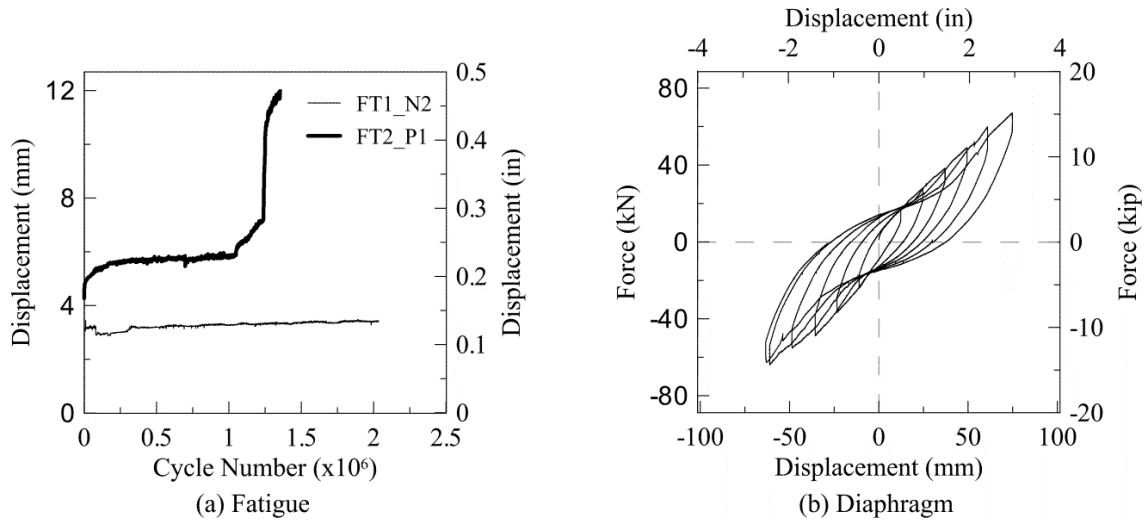 12
8
4
0
Displacement (mm)
0.5
0.4
0.3
0.2
0.1
0
Displacement (in)
FT1_N2
FT2_P1
0 0.5 1 1.5 2 2.5
Cycle Number (x10⁶)
(a) Fatigue
Displacement (in)
-4 -2 0 2 4
80
40
0
-40
-80
Force (kN)
20
10
0
-10
-20
Force (kip)
-100 -50 0 50 100
Displacement (mm)
(b) Diaphragm